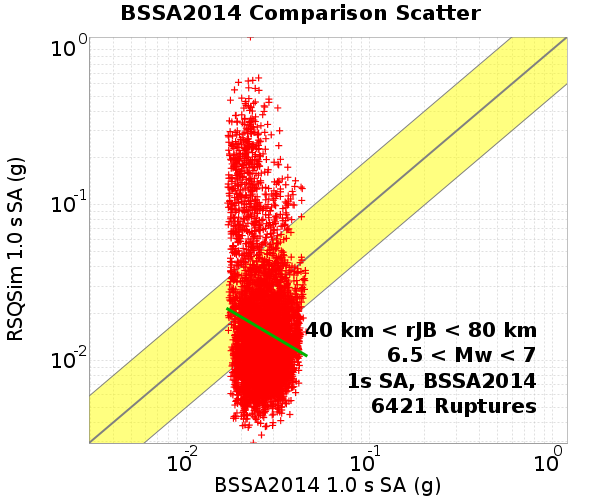 BSSA2014 Comparison Scatter
RSQSim 1.0 s SA (g)
10^0
10^-1
10^-2
40 km < rJB < 80 km
6.5 < Mw < 7
1s SA, BSSA2014
6421 Ruptures
10^-2 10^-1 10^0
BSSA2014 1.0 s SA (g)